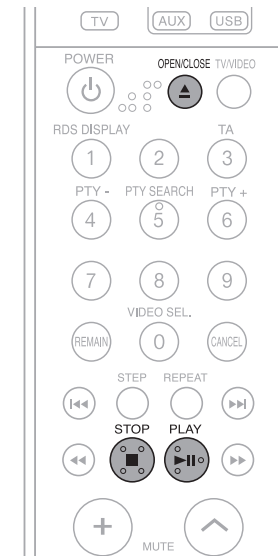 TV AUX USB
POWER OPEN/CLOSE TV/VIDEO
RDS DISPLAY TA
1 2 3
PTY - PTY SEARCH PTY +
4 5 6
7 8 9
VIDEO SEL.
REMAIN 0 CANCEL
STEP REPEAT
STOP PLAY
MUTE